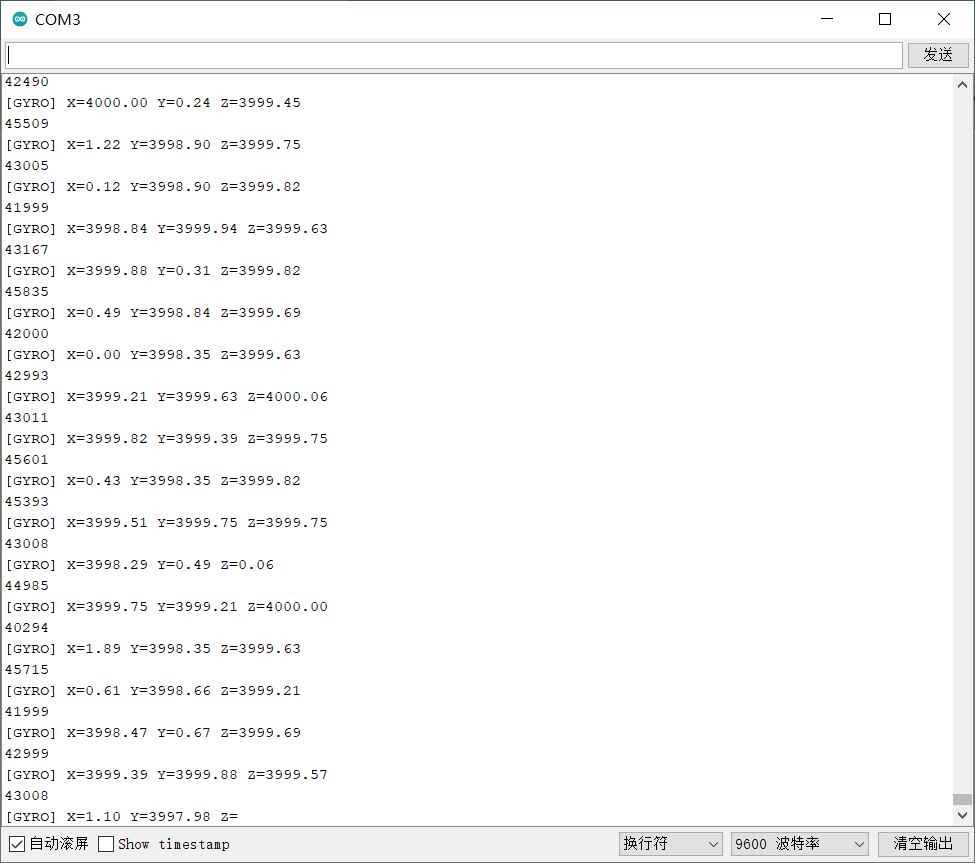 COM3
发送
42490
[GYRO] X=4000.00 Y=0.24 Z=3999.45
45509
[GYRO] X=1.22 Y=3998.90 Z=3999.75
43005
[GYRO] X=0.12 Y=3998.90 Z=3999.82
41999
[GYRO] X=3998.84 Y=3999.94 Z=3999.63
43167
[GYRO] X=3999.88 Y=0.31 Z=3999.82
45835
[GYRO] X=0.49 Y=3998.84 Z=3999.69
42000
[GYRO] X=0.00 Y=3998.35 Z=3999.63
42993
[GYRO] X=3999.21 Y=3999.63 Z=4000.06
43011
[GYRO] X=3999.82 Y=3999.39 Z=3999.75
45601
[GYRO] X=0.43 Y=3998.35 Z=3999.82
45393
[GYRO] X=3999.51 Y=3999.75 Z=3999.75
43008
[GYRO] X=3998.29 Y=0.49 Z=0.06
44985
[GYRO] X=3999.75 Y=3999.21 Z=4000.00
40294
[GYRO] X=1.89 Y=3998.35 Z=3999.63
45715
[GYRO] X=0.61 Y=3998.66 Z=3999.21
41999
[GYRO] X=3998.47 Y=0.67 Z=3999.69
42999
[GYRO] X=3999.39 Y=3999.88 Z=3999.57
43008
[GYRO] X=1.10 Y=3997.98 Z=
自动滚屏 Show timestamp 换行符 9600 波特率 清空输出